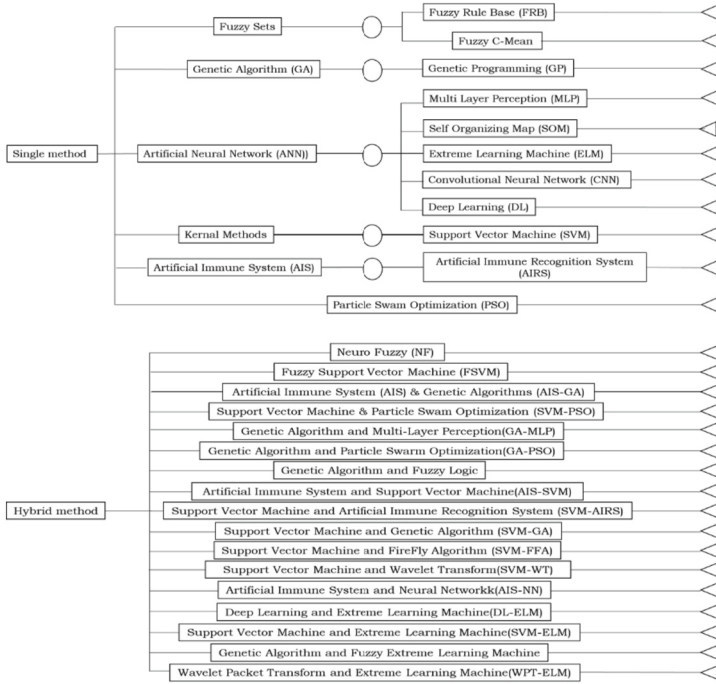 Fuzzy Sets
Fuzzy Rule Base (FRB)
Fuzzy C-Mean
Genetic Algorithm (GA)
Genetic Programming (GP)
Single method
Artificial Neural Network (ANN))
Multi Layer Perception (MLP)
Self Organizing Map (SOM)
Extreme Learning Machine (ELM)
Convolutional Neural Network (CNN)
Deep Learning (DL)
Kernal Methods
Support Vector Machine (SVM)
Artificial Immune System (AIS)
Artificial Immune Recognition System
(AIRS)
Particle Swam Optimization (PSO)
Hybrid method
Neuro Fuzzy (NF)
Fuzzy Support Vector Machine (FSVM)
Artificial Immune System (AIS) & Genetic Algorithms (AIS-GA)
Support Vector Machine & Particle Swam Optimization (SVM-PSO)
Genetic Algorithm and Multi-Layer Perception(GA-MLP)
Genetic Algorithm and Particle Swarm Optimization(GA-PSO)
Genetic Algorithm and Fuzzy Logic
Artificial Immune System and Support Vector Machine(AIS-SVM)
Support Vector Machine and Artificial Immune Recognition System (SVM-AIRS)
Support Vector Machine and Genetic Algorithm (SVM-GA)
Support Vector Machine and FireFly Algorithm (SVM-FFA)
Support Vector Machine and Wavelet Transform(SVM-WT)
Artificial Immune System and Neural Networkk(AIS-NN)
Deep Learning and Extreme Learning Machine(DL-ELM)
Support Vector Machine and Extreme Learning Machine(SVM-ELM)
Genetic Algorithm and Fuzzy Extreme Learning Machine
Wavelet Packet Transform and Extreme Learning Machine(WPT-ELM)